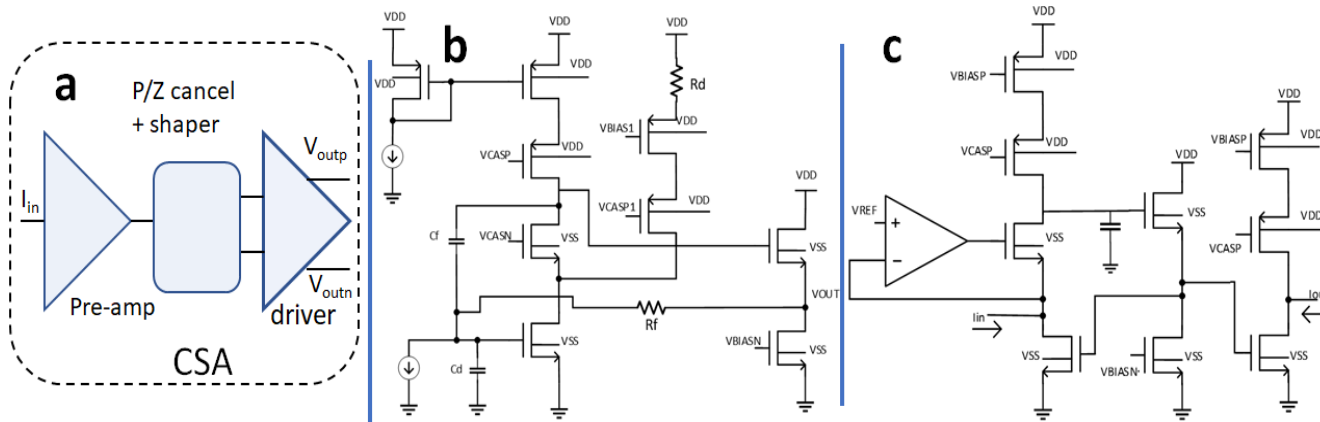 a
P/Z cancel
+ shaper
Voutp
Iin
Voutn
Pre-amp
driver
CSA
b
VDD
VDD
VDD
VDD
VDD
Rd
VBIAS1
VDD
VCASP
VDD
VCASP1
VDD
VDD
Cf
VCASN
VSS
VSS
VOUT
Rf
VSS
VBIASN
VSS
Cd
c
VDD
VBIASP
VDD
VDD
VBIASP
VDD
VCASP
VDD
VDD
VREF
+
-
VSS
VSS
VCASP
VDD
Iin
VSS
VBIASN
VSS
VSS